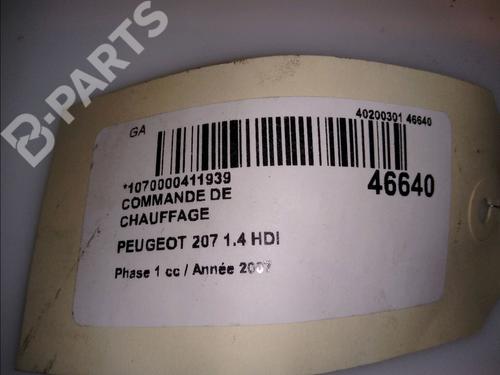 B-PARTS
GA
40200301 46640
*1070000411939
46640
COMMANDE DE
CHAUFFAGE
PEUGEOT 207 1.4 HDI
Phase 1 cc / Année 2007